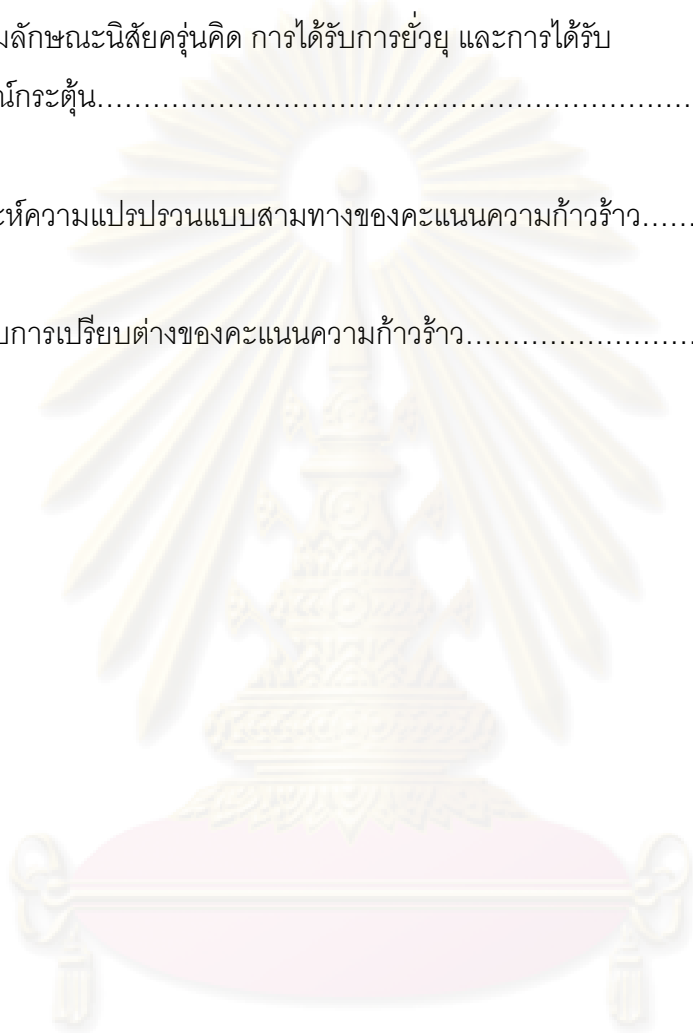 มลักษณะนิสัยครุ่นคิด การได้รับการยั่วยุ และการได้รับ
ณ์กระตุ้น……………………………………………………………
ะห์ความแปรปรวนแบบสามทางของคะแนนความก้าวร้าว……
บการเปรียบต่างของคะแนนความก้าวร้าว………………………